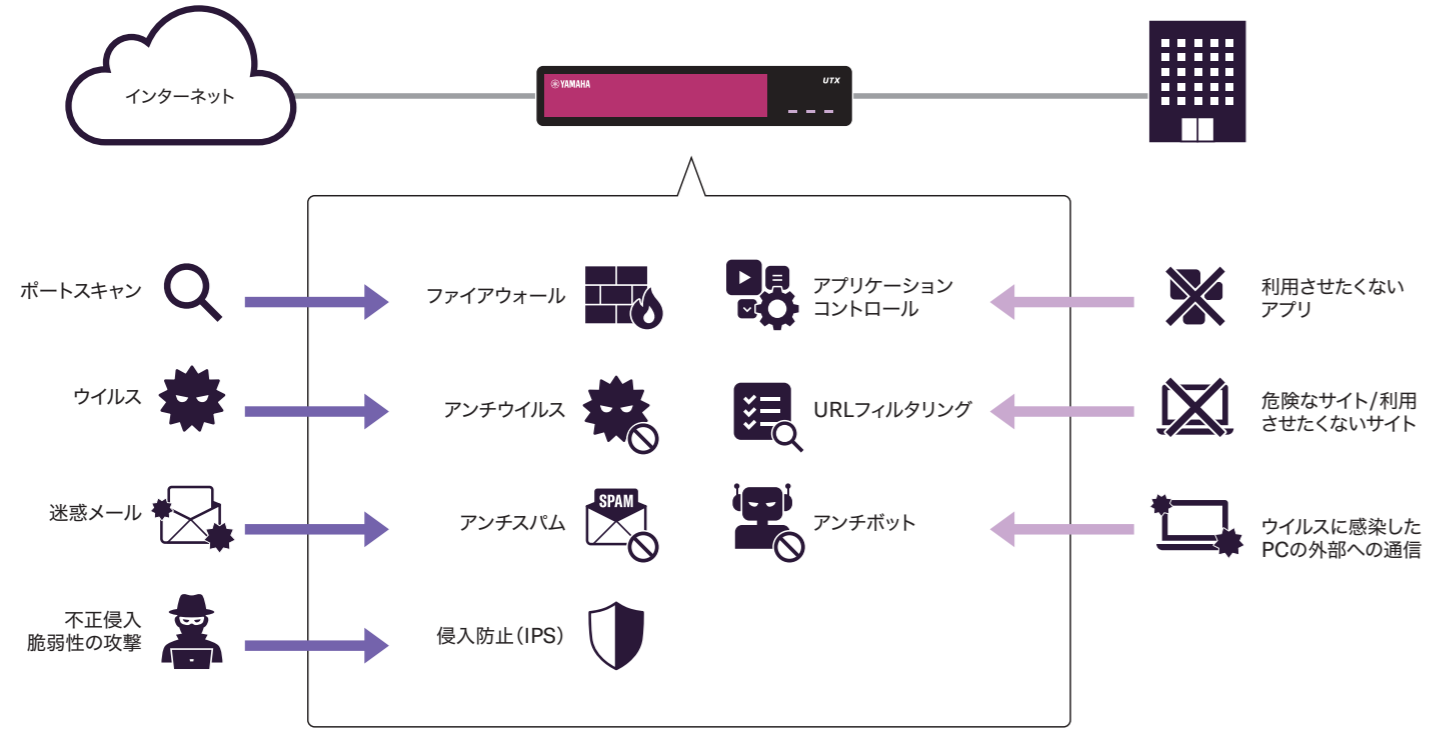 インターネット
YAMAHA
UTX
ポートスキャン
ファイアウォール
アプリケーション
コントロール
利用させたくない
アプリ
ウイルス
アンチウイルス
URLフィルタリング
危険なサイト/利用
させたくないサイト
迷惑メール
アンチスパム
SPAM
アンチボット
ウイルスに感染した
PCの外部への通信
不正侵入
脆弱性の攻撃
侵入防止（IPS）